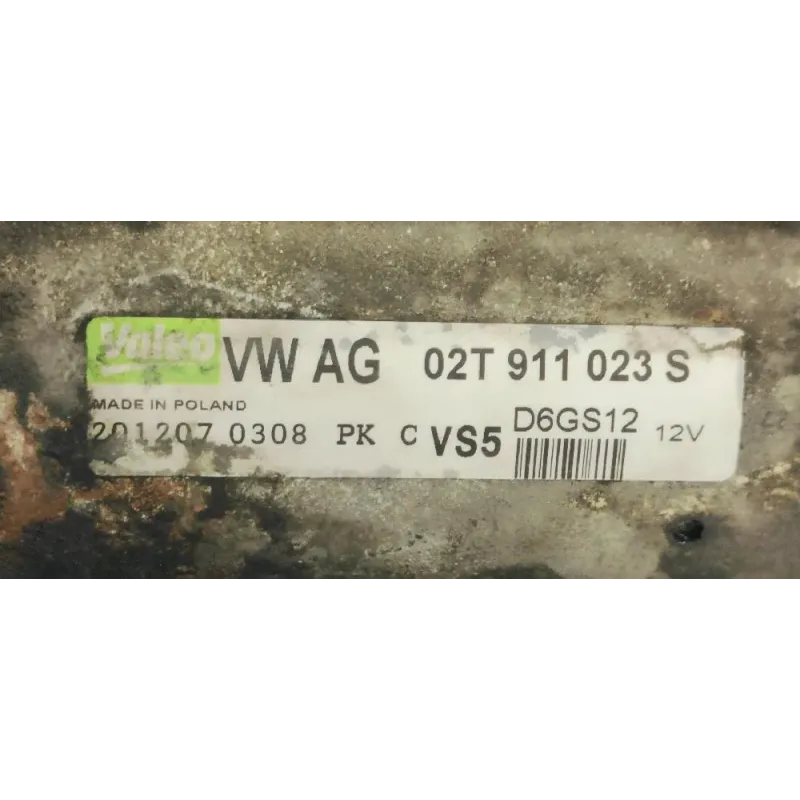 Valeo VW AG 02T 911 023 S
MADE IN POLAND
201207 0308 PK C VS5 D6GS12 12V